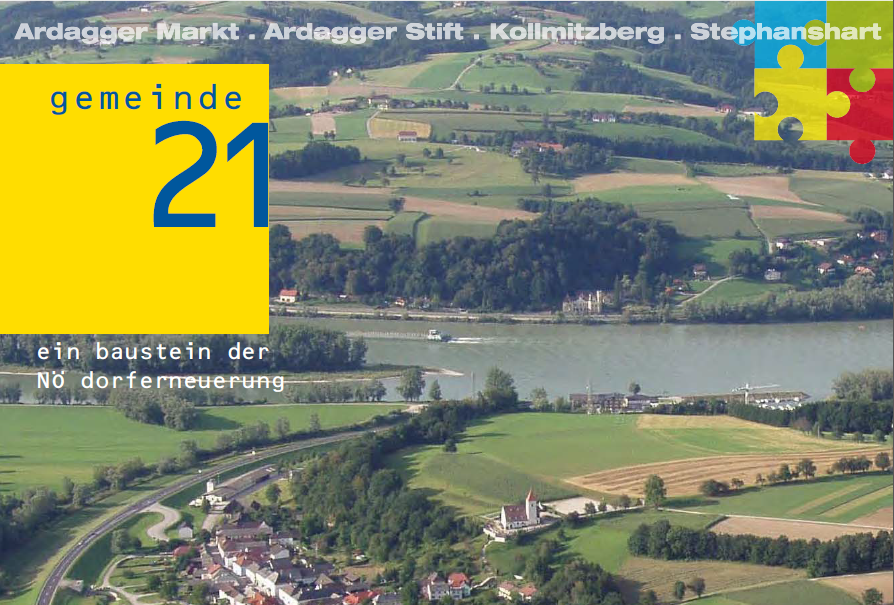 Ardagger Markt . Ardagger Stift . Kollmitzberg . Stephanshart
gemeinde
21
ein baustein der
NÖ dorferneuerung